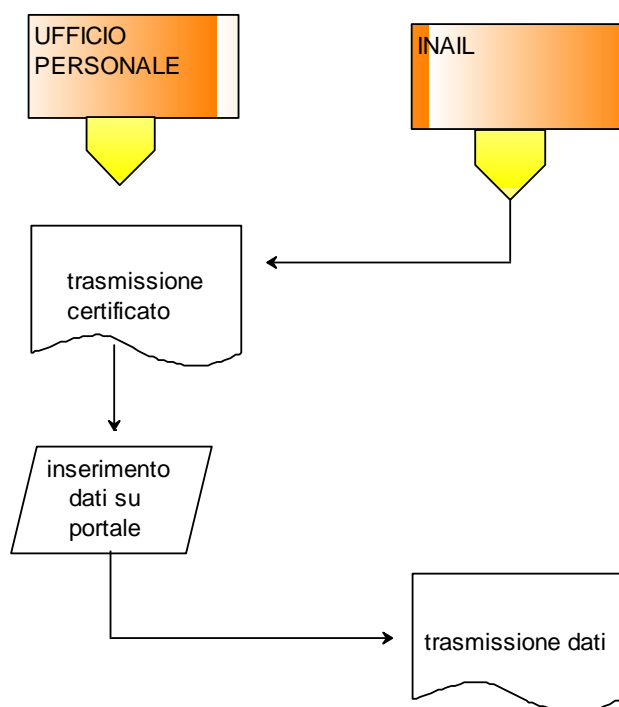 UFFICIO
PERSONALE
INAIL
trasmissione
certificato
inserimento
dati su
portale
trasmissione dati